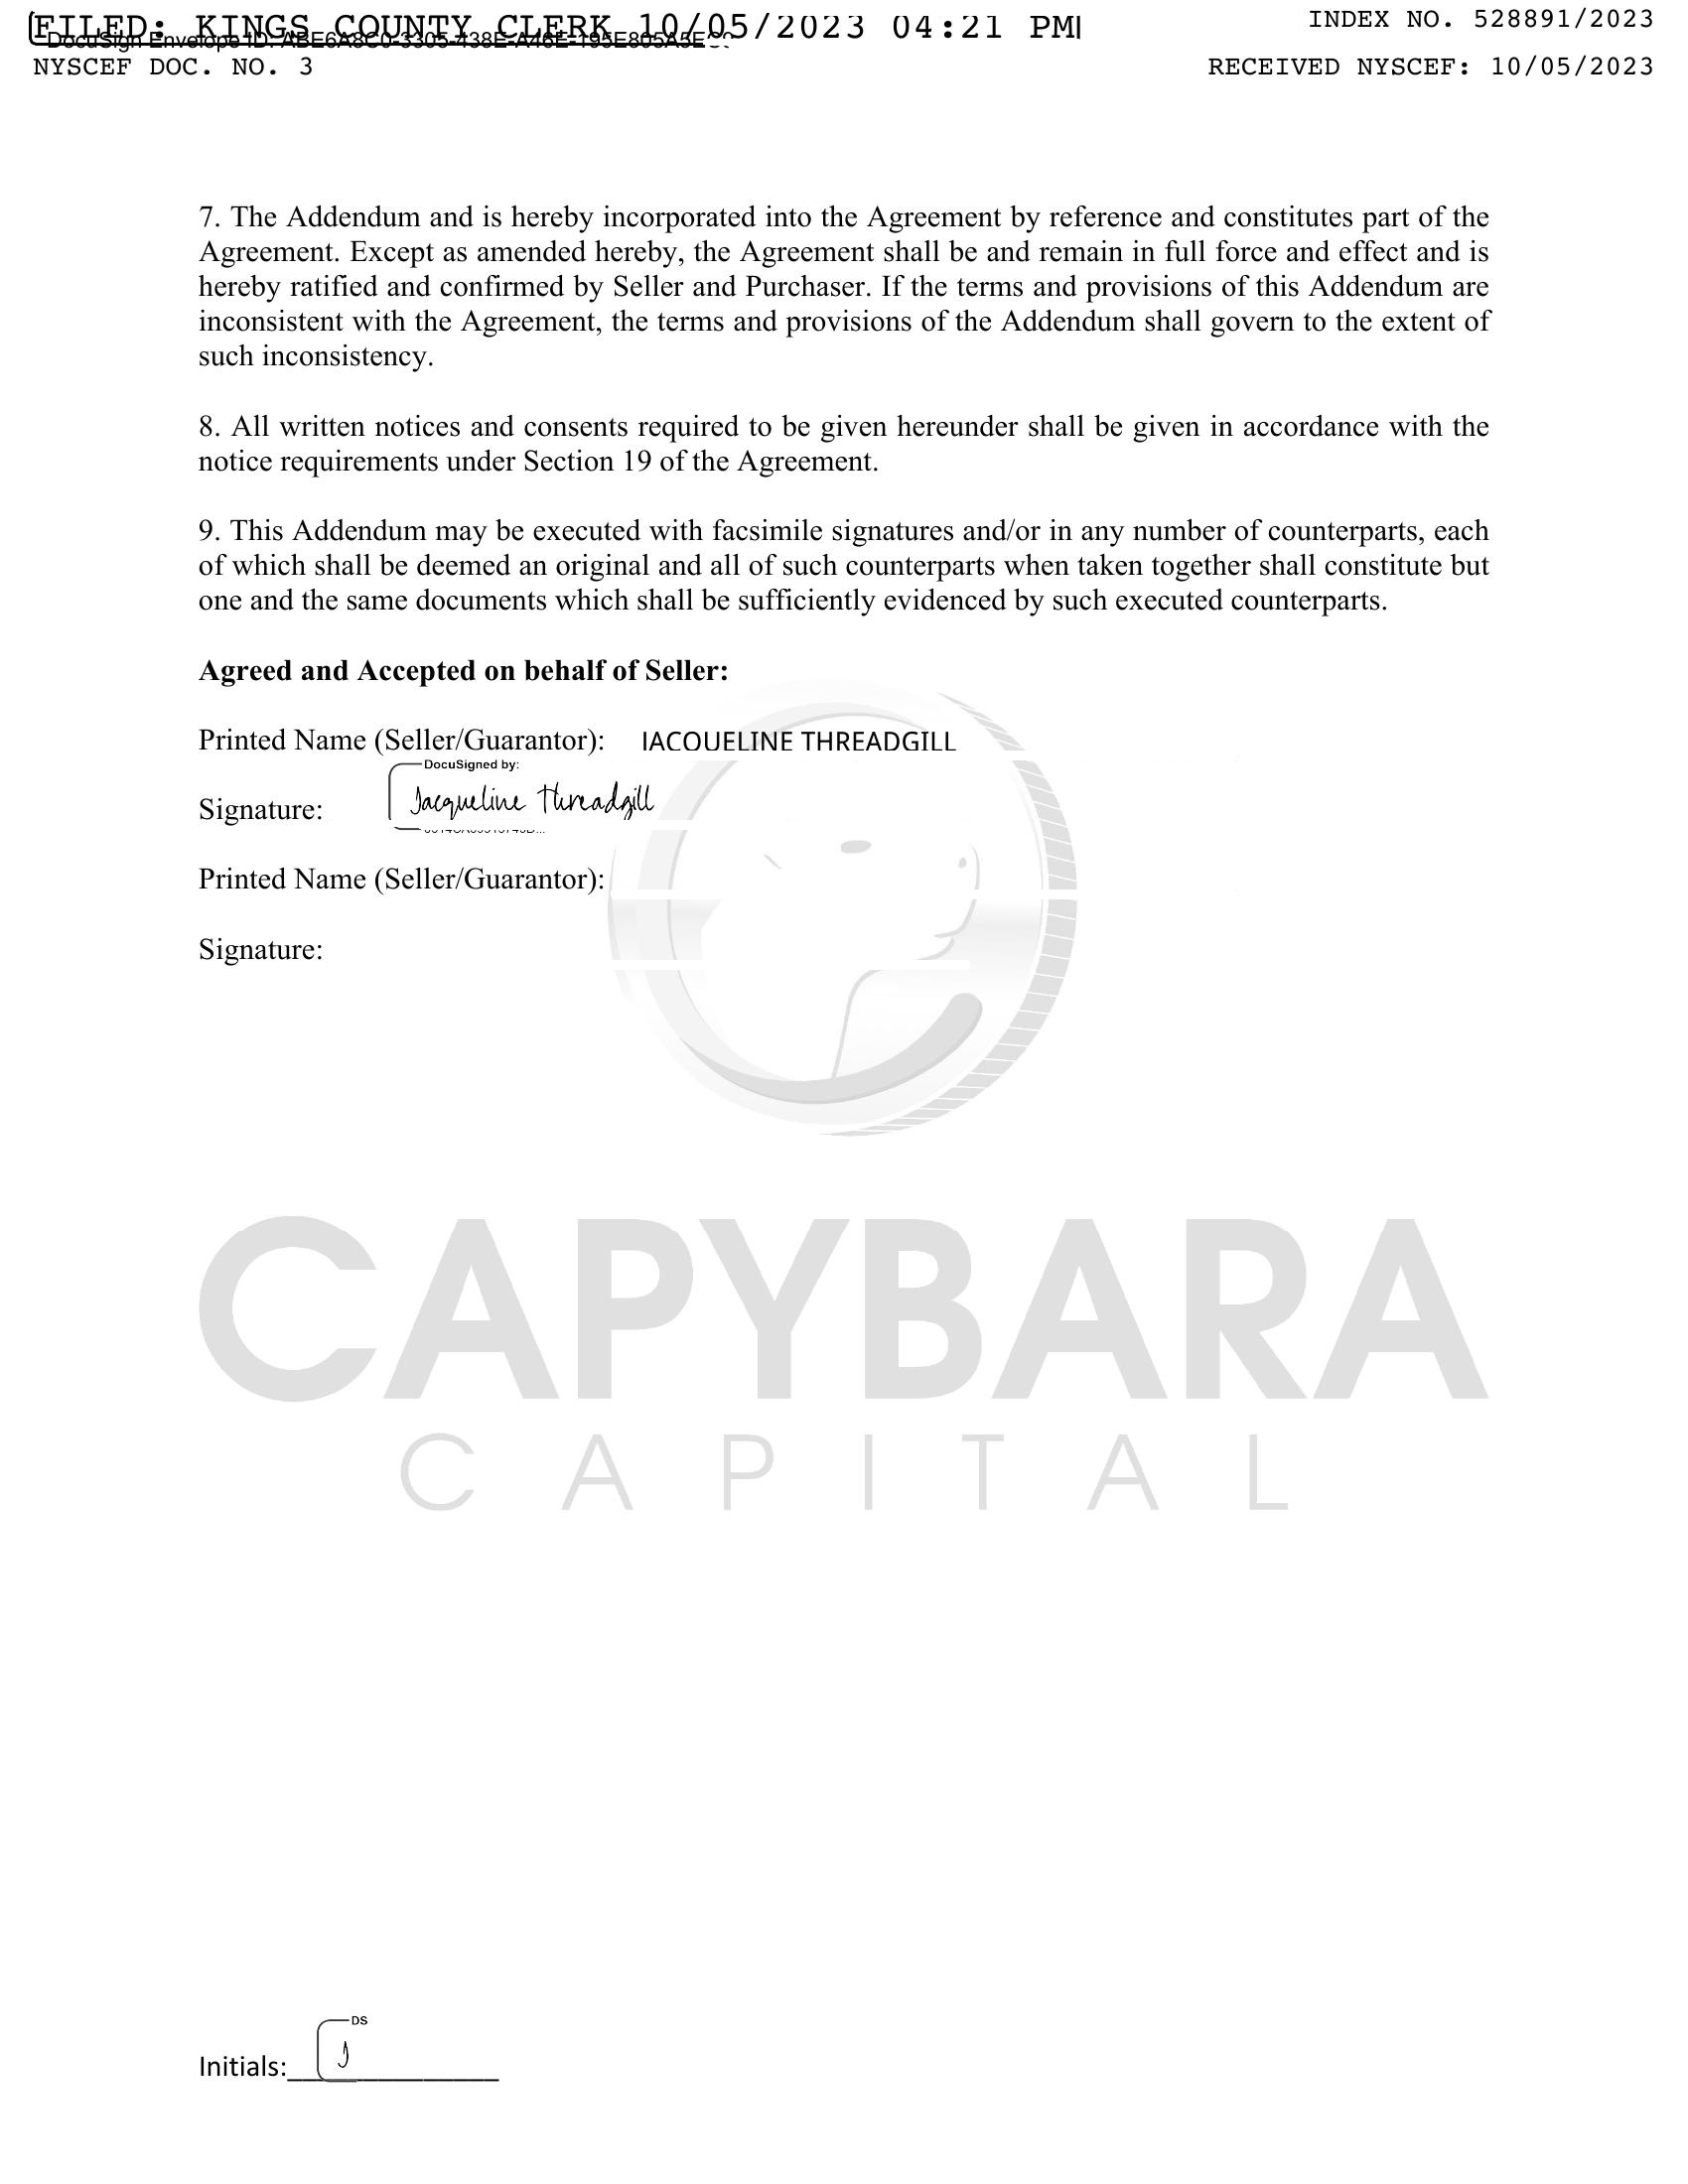 FILED: KINGS COUNTY CLERK 10/05/2023 04:21 PM
INDEX NO. 528891/2023
DocuSign Envelope ID:
NYSCEF DOC. NO. 3
RECEIVED NYSCEF: 10/05/2023
7. The Addendum and is hereby incorporated into the Agreement by reference and constitutes part of the
Agreement. Except as amended hereby, the Agreement shall be and remain in full force and effect and is
hereby ratified and confirmed by Seller and Purchaser. If the terms and provisions of this Addendum are
inconsistent with the Agreement, the terms and provisions of the Addendum shall govern to the extent of
such inconsistency.
8. All written notices and consents required to be given hereunder shall be given in accordance with the
notice requirements under Section 19 of the Agreement.
9. This Addendum may be executed with facsimile signatures and/or in any number of counterparts, each
of which shall be deemed an original and all of such counterparts when taken together shall constitute but
one and the same documents which shall be sufficiently evidenced by such executed counterparts.
Agreed and Accepted on behalf of Seller:
Printed Name (Seller/Guarantor): JACQUELINE THREADGILL
DocuSigned by:
Signature: Jacqueline Threadgill
Printed Name (Seller/Guarantor):
Signature:
CAPYBARA
CAPITAL
DS
Initials: J